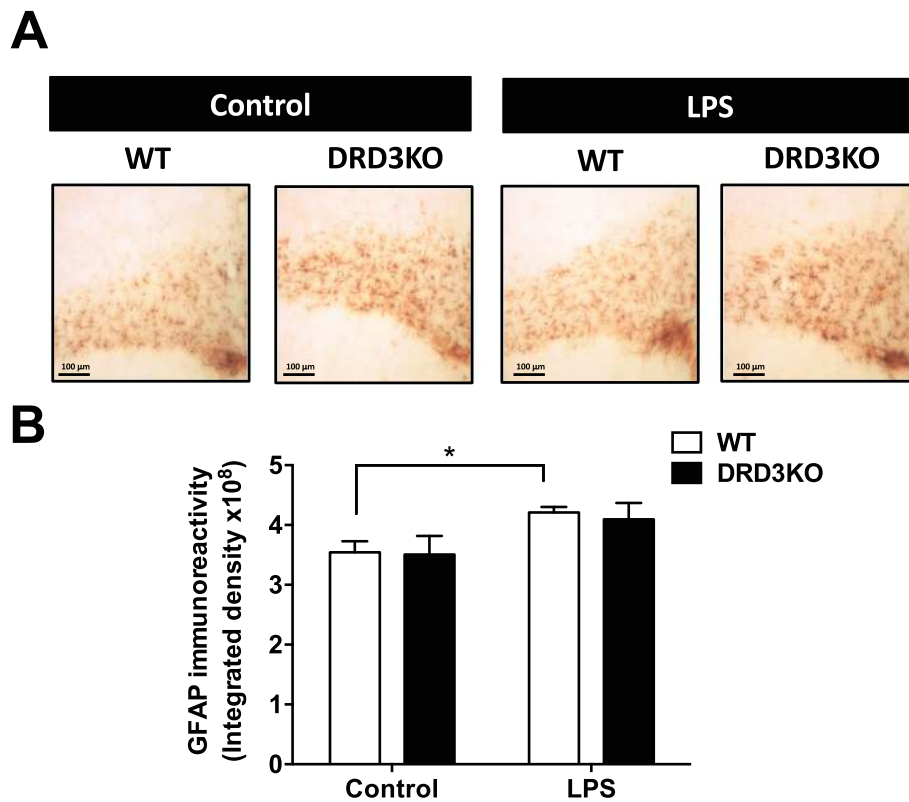 A
Control LPS
WT DRD3KO WT DRD3KO
100 µm 100 µm 100 µm 100 µm
B
WT
DRD3KO
*
GFAP immunoreactivity
(Integrated density x10⁸)
5
4
3
2
1
0
Control LPS